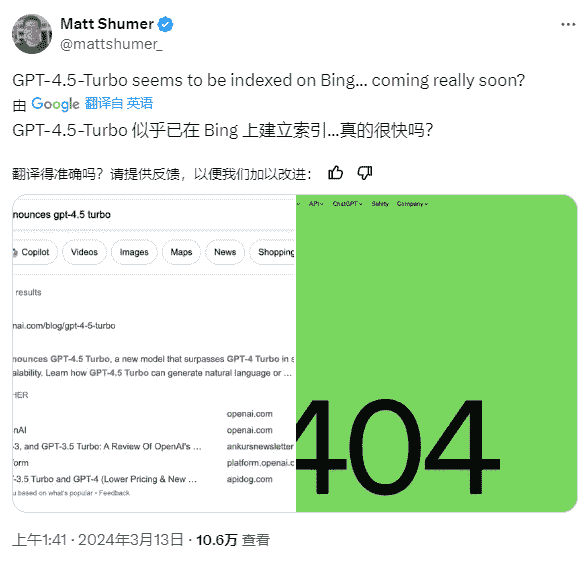 Matt Shumer
@mattshumer_
GPT-4.5-Turbo seems to be indexed on Bing... coming really soon?
由 Google 翻译自 英语
GPT-4.5-Turbo 似乎已在 Bing 上建立索引...真的很快吗?
翻译得准确吗?请提供反馈,以便我们加以改进:
nounces gpt-4.5 turbo
Copilot Videos Images Maps News Shopping
results
nai.com/blog/gpt-4-5-turbo
nounces GPT-4.5 Turbo, a new model that surpasses GPT-4 Turbo in s
alability. Learn how GPT-4.5 Turbo can generate natural language or ...
HER
openai.com
nAI openai.com
-3, and GPT-3.5 Turbo: A Review Of OpenAI's ... ankursnewsletter
form platform.openai.c
-3.5 Turbo and GPT-4 (Lower Pricing & New ... apidog.com
u based on what's popular • Feedback
API ChatGPT Safety Company
404
上午1:41 · 2024年3月13日 · 10.6万 查看